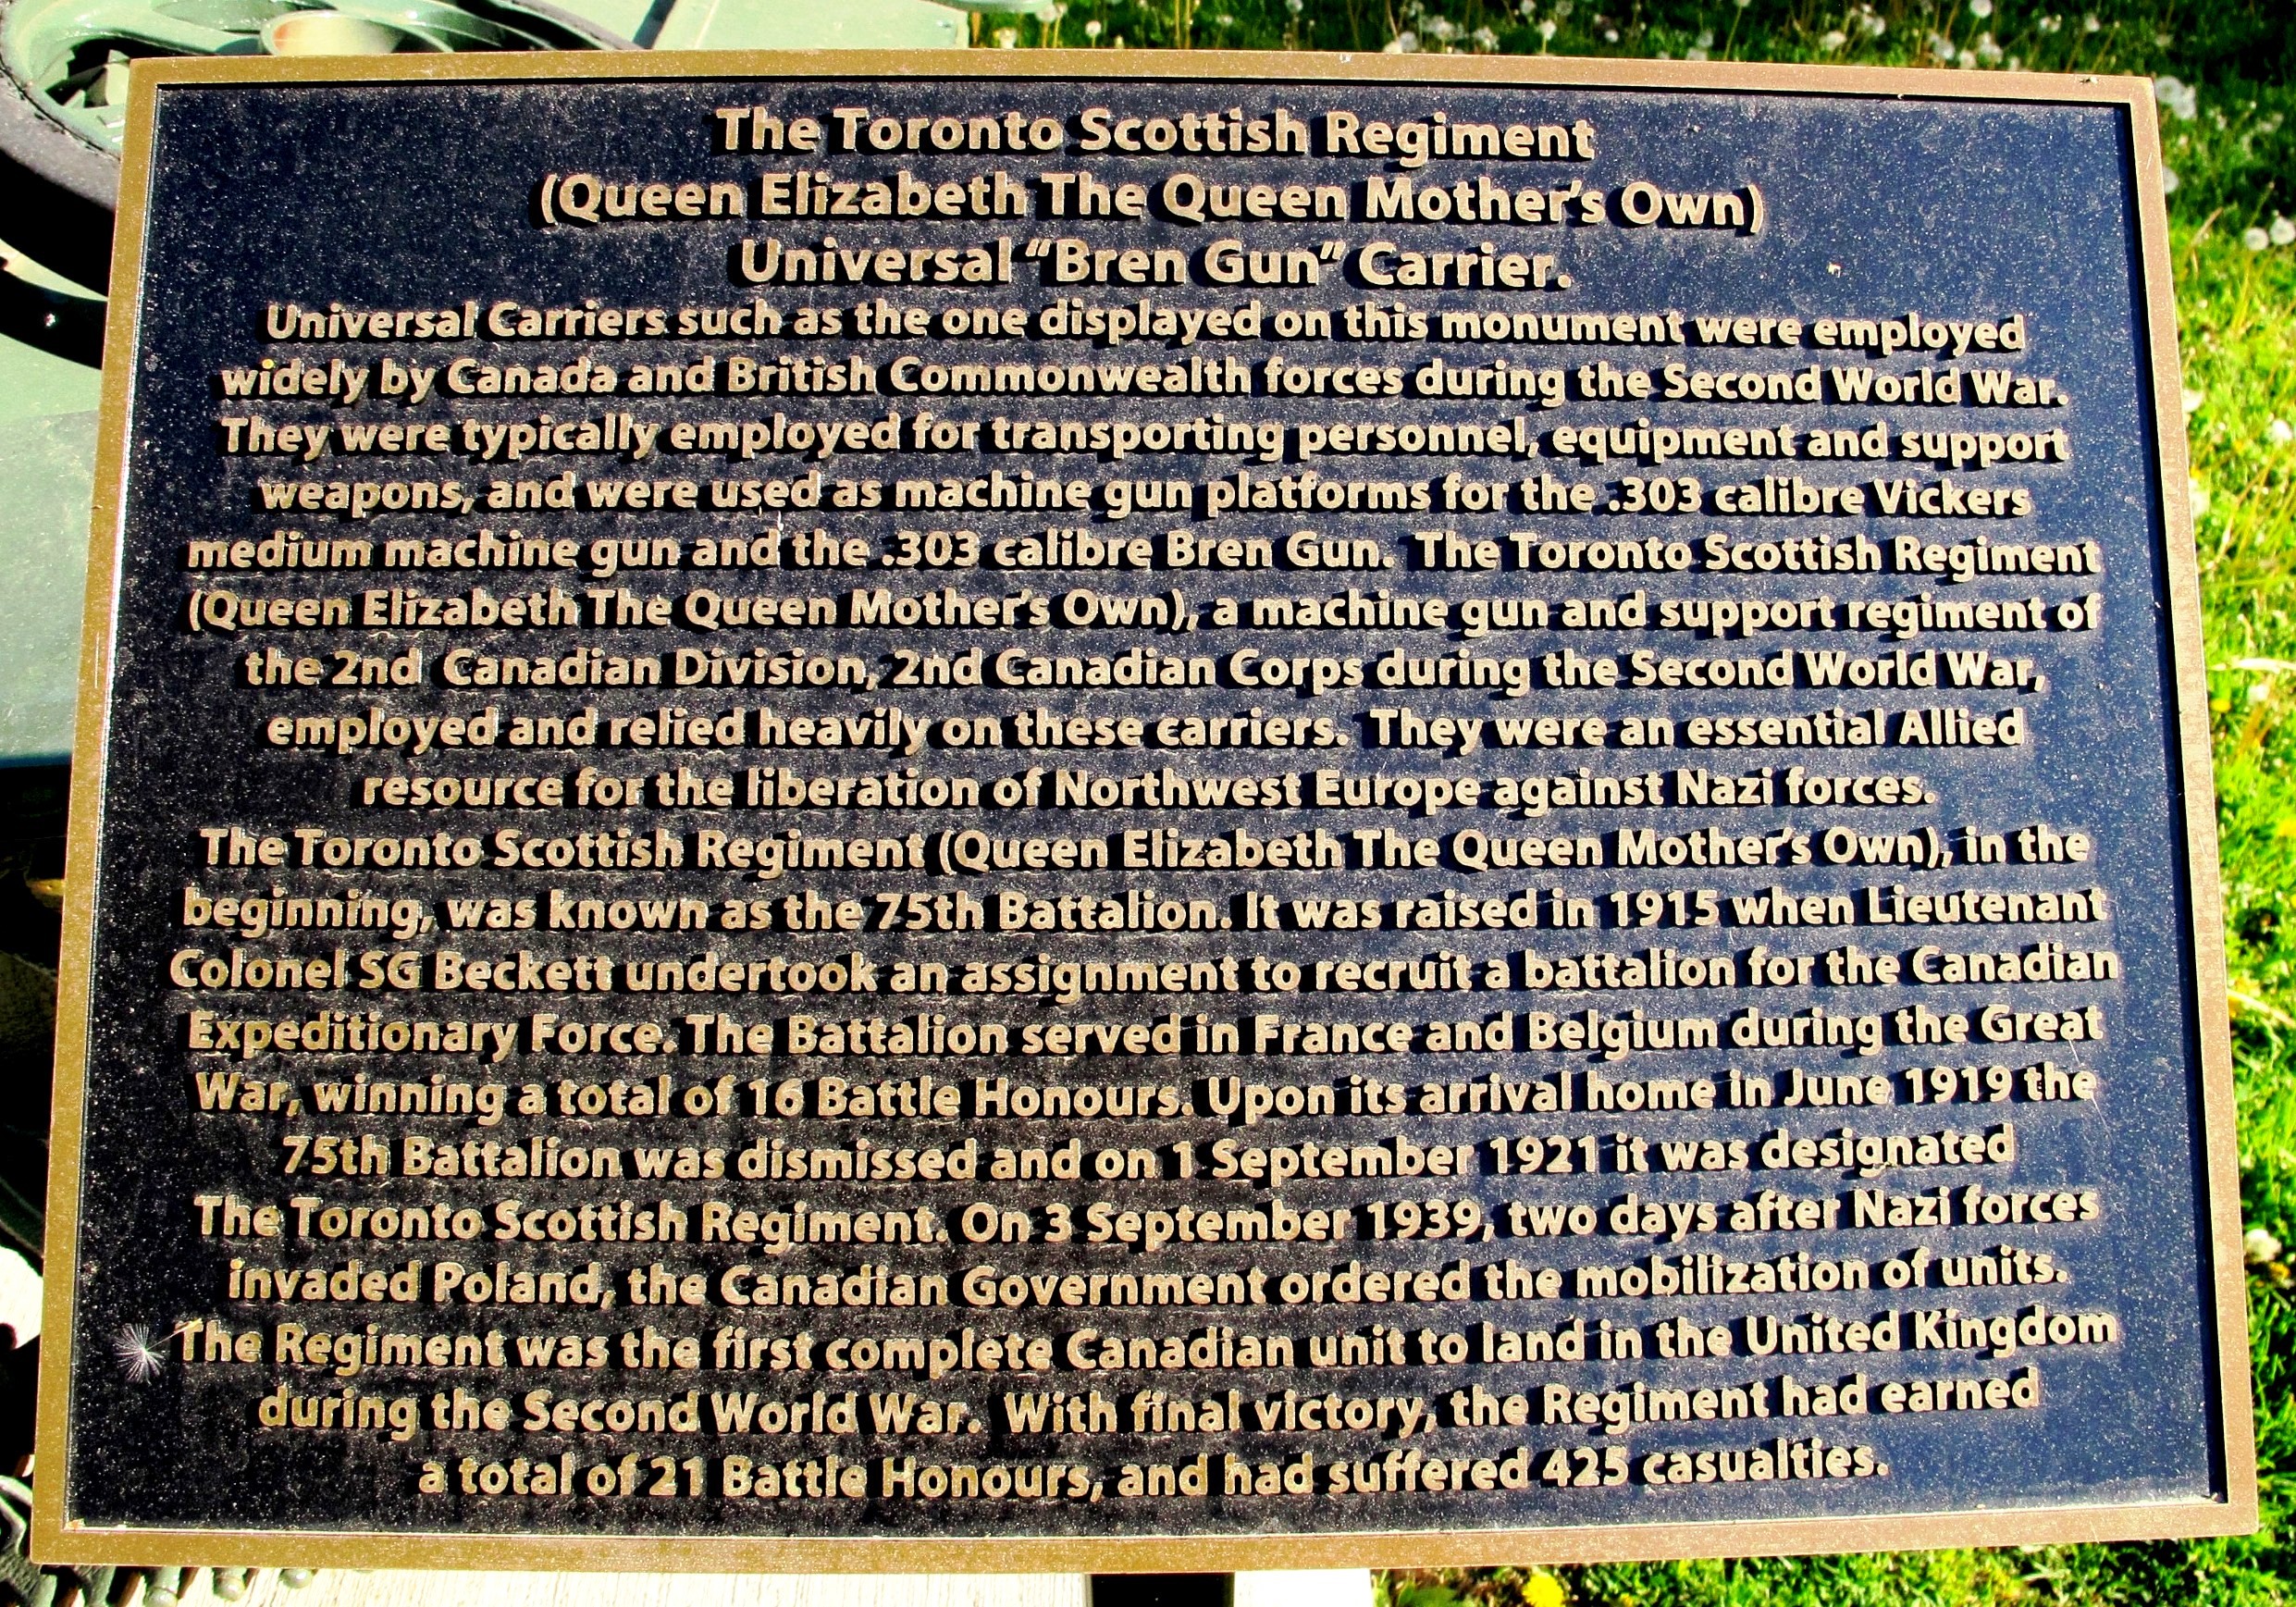 The Toronto Scottish Regiment
(Queen Elizabeth The Queen Mother's Own)
Universal "Bren Gun" Carrier.
Universal Carriers such as the one displayed on this monument were employed
widely by Canada and British Commonwealth forces during the Second World War.
They were typically employed for transporting personnel, equipment and support
weapons, and were used as machine gun platforms for the .303 calibre Vickers
medium machine gun and the .303 calibre Bren Gun. The Toronto Scottish Regiment
(Queen Elizabeth The Queen Mother's Own), a machine gun and support regiment of
the 2nd Canadian Division, 2nd Canadian Corps during the Second World War,
employed and relied heavily on these carriers. They were an essential Allied
resource for the liberation of Northwest Europe against Nazi forces.
The Toronto Scottish Regiment (Queen Elizabeth The Queen Mother's Own), in the
beginning, was known as the 75th Battalion. It was raised in 1915 when Lieutenant
Colonel SG Beckett undertook an assignment to recruit a battalion for the Canadian
Expeditionary Force. The Battalion served in France and Belgium during the Great
War, winning a total of 16 Battle Honours. Upon its arrival home in June 1919 the
75th Battalion was dismissed and on 1 September 1921 it was designated
The Toronto Scottish Regiment. On 3 September 1939, two days after Nazi forces
invaded Poland, the Canadian Government ordered the mobilization of units.
The Regiment was the first complete Canadian unit to land in the United Kingdom
during the Second World War. With final victory, the Regiment had earned
a total of 21 Battle Honours, and had suffered 425 casualties.